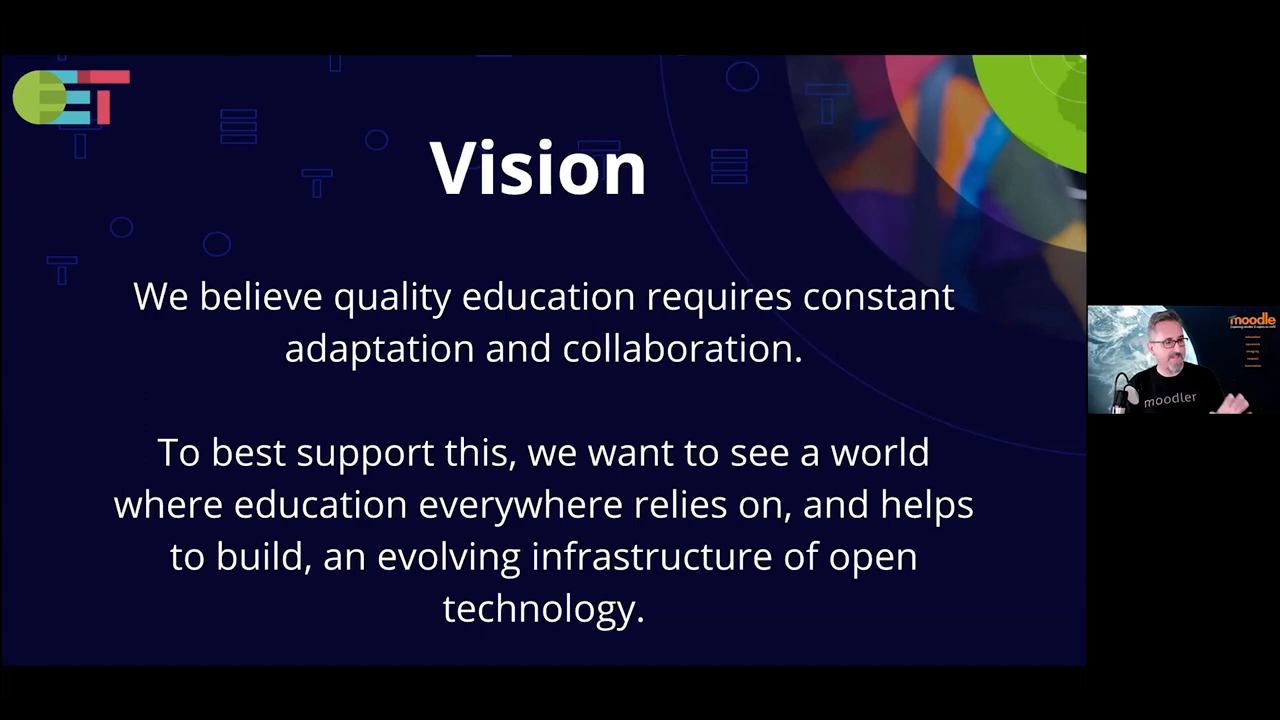 Vision
We believe quality education requires constant
adaptation and collaboration.
To best support this, we want to see a world
where education everywhere relies on, and helps
to build, an evolving infrastructure of open
technology.
moodle
moodler